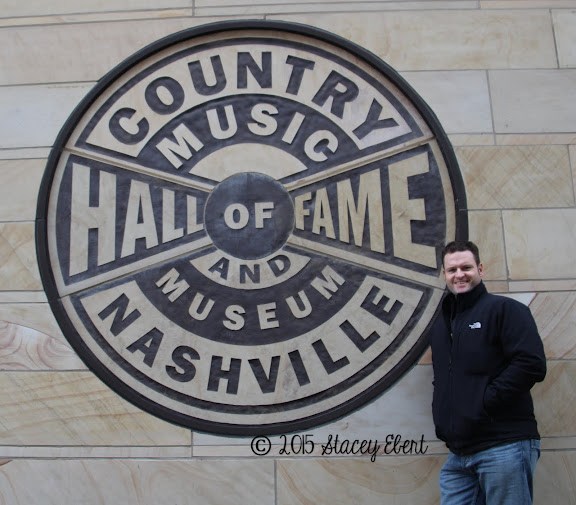 COUNTRY
MUSIC
HALL OF FAME
AND
MUSEUM
NASHVILLE
© 2015 Stacey Ebert